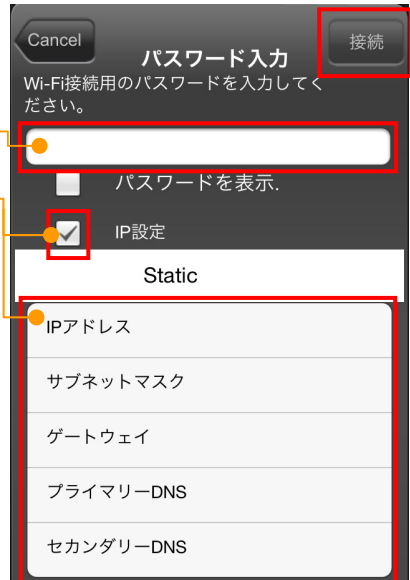 Cancel
パスワード入力
接続
Wi-Fi接続用のパスワードを入力してく
ださい。
パスワードを表示.
IP設定
Static
IPアドレス
サブネットマスク
ゲートウェイ
プライマリーDNS
セカンダリーDNS